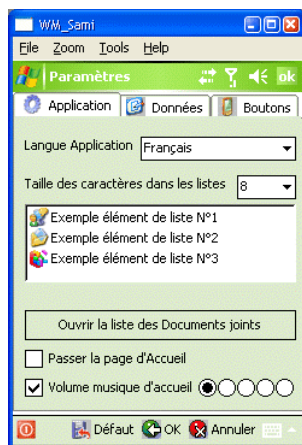 WM_Sami
File Zoom Tools Help
Paramètres ok
Application Données Boutons
Langue Application Français
Taille des caractères dans les listes 8
Exemple élément de liste N°1
Exemple élément de liste N°2
Exemple élément de liste N°3
Ouvrir la liste des Documents joints
Passer la page d'Accueil
Volume musique d'accueil
Défaut OK Annuler